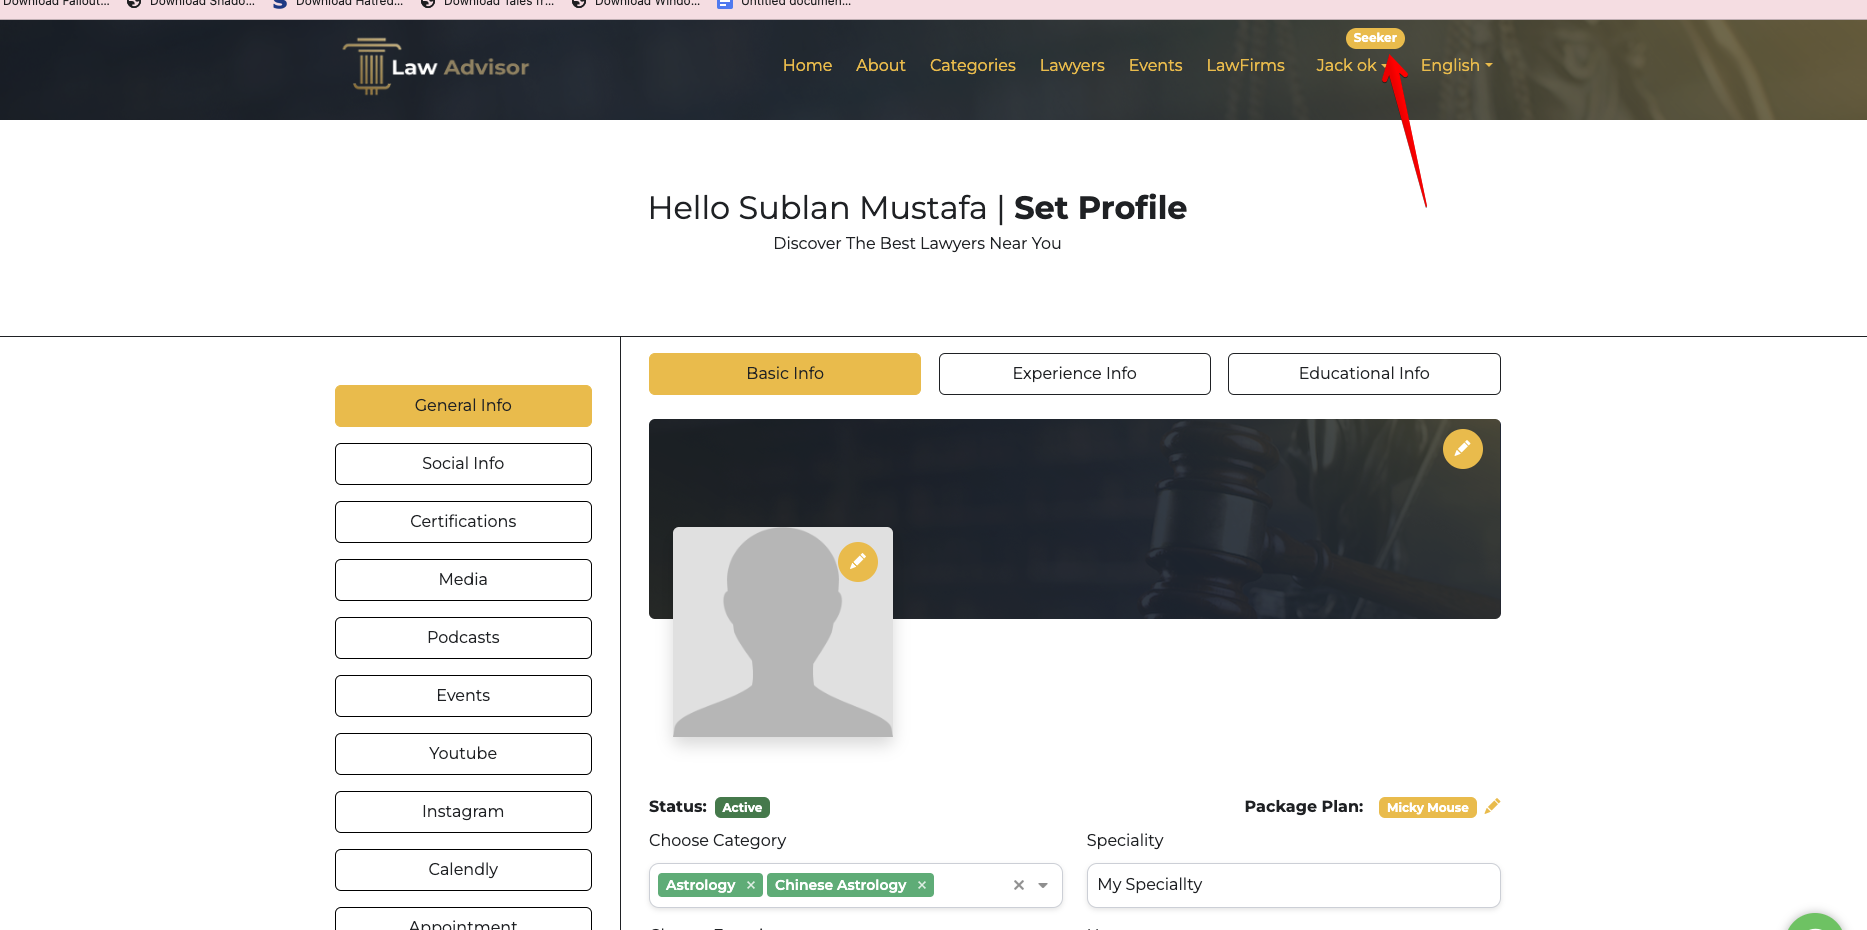 Download Fallout... Download Shado... Download Hatred... Download Tales fr... Download Windo... Untitled documen...
Seeker
Law Advisor
Home About Categories Lawyers Events LawFirms Jack ok English
Hello Sublan Mustafa | Set Profile
Discover The Best Lawyers Near You
Basic Info Experience Info Educational Info
General Info
Social Info
Certifications
Media
Podcasts
Events
Youtube
Instagram
Calendly
Appointment
Status: Active
Package Plan: Micky Mouse
Choose Category
Speciality
Astrology × Chinese Astrology ×
My Speciallty